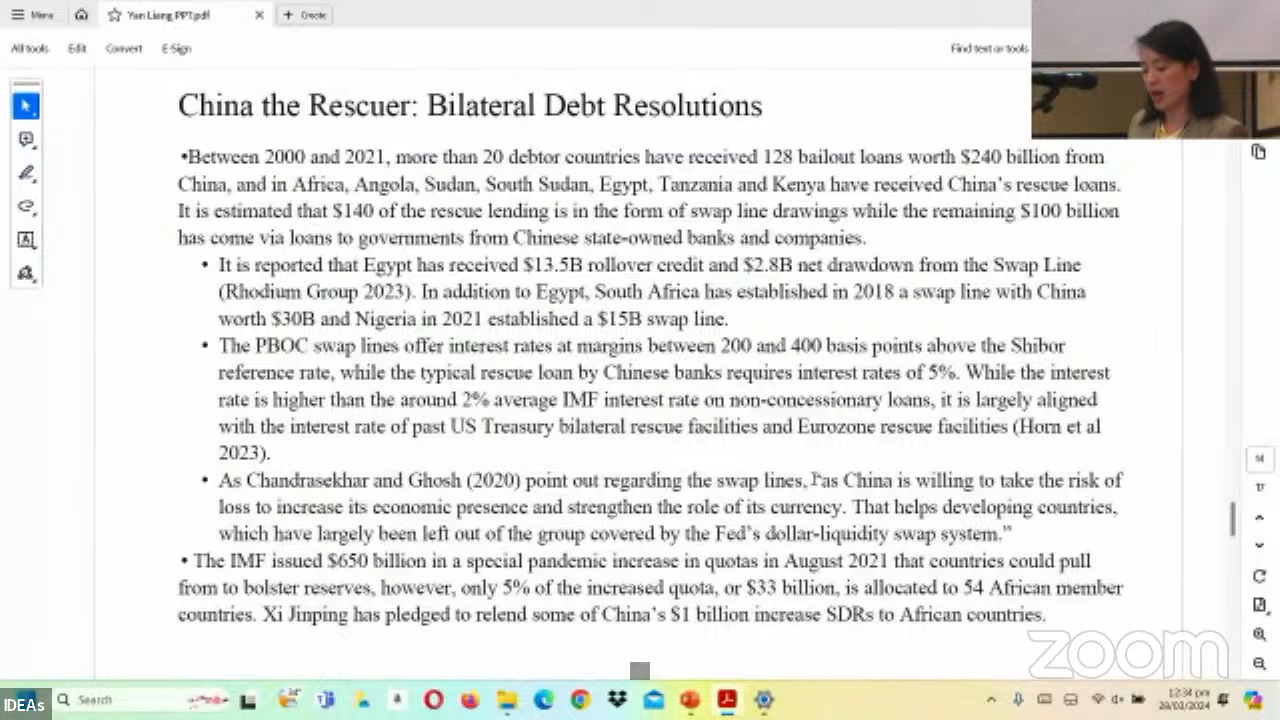 Menu
Yan Liang PPT.pdf
Create
All tools Edit Convert E-Sign
Find text or tools
China the Rescuer: Bilateral Debt Resolutions
•Between 2000 and 2021, more than 20 debtor countries have received 128 bailout loans worth $240 billion from
China, and in Africa, Angola, Sudan, South Sudan, Egypt, Tanzania and Kenya have received China's rescue loans.
It is estimated that $140 of the rescue lending is in the form of swap line drawings while the remaining $100 billion
has come via loans to governments from Chinese state-owned banks and companies.
• It is reported that Egypt has received $13.5B rollover credit and $2.8B net drawdown from the Swap Line
(Rhodium Group 2023). In addition to Egypt, South Africa has established in 2018 a swap line with China
worth $30B and Nigeria in 2021 established a $15B swap line.
• The PBOC swap lines offer interest rates at margins between 200 and 400 basis points above the Shibor
reference rate, while the typical rescue loan by Chinese banks requires interest rates of 5%. While the interest
rate is higher than the around 2% average IMF interest rate on non-concessionary loans, it is largely aligned
with the interest rate of past US Treasury bilateral rescue facilities and Eurozone rescue facilities (Horn et al
2023).
• As Chandrasekhar and Ghosh (2020) point out regarding the swap lines, "as China is willing to take the risk of
loss to increase its economic presence and strengthen the role of its currency. That helps developing countries,
which have largely been left out of the group covered by the Fed's dollar-liquidity swap system."
• The IMF issued $650 billion in a special pandemic increase in quotas in August 2021 that countries could pull
from to bolster reserves, however, only 5% of the increased quota, or $33 billion, is allocated to 54 African member
countries. Xi Jinping has pledged to relend some of China's $1 billion increase SDRs to African countries.
zoom
IDEAs
Search
12:34 pm